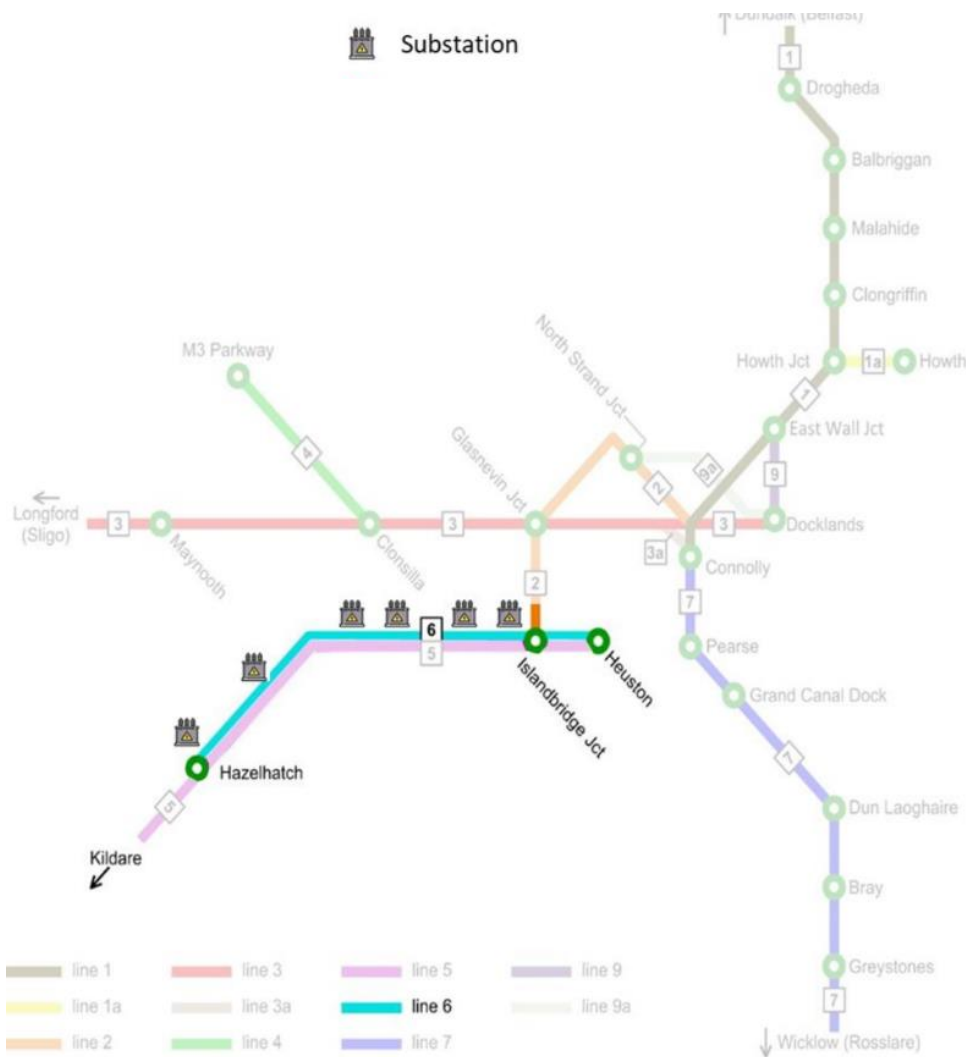 Substation
Dundalk (Belfast)
1
Drogheda
Balbriggan
Malahide
Clongriffin
North Strand Jct
M3 Parkway
Howth Jct
1a
Howth
1
Glasnevin Jct
East Wall Jct
4
9a
9
2
Longford
(Sligo)
3
3
3
Docklands
Maynooth
Clonsilla
3a
Connolly
2
7
6
5
Pearse
Islandbridge Jct
Heuston
Grand Canal Dock
7
Hazelhatch
5
Dun Laoghaire
Kildare
Bray
Greystones
7
Wicklow (Rosslare)
line 1
line 3
line 5
line 9
line 1a
line 3a
line 6
line 9a
line 2
line 4
line 7